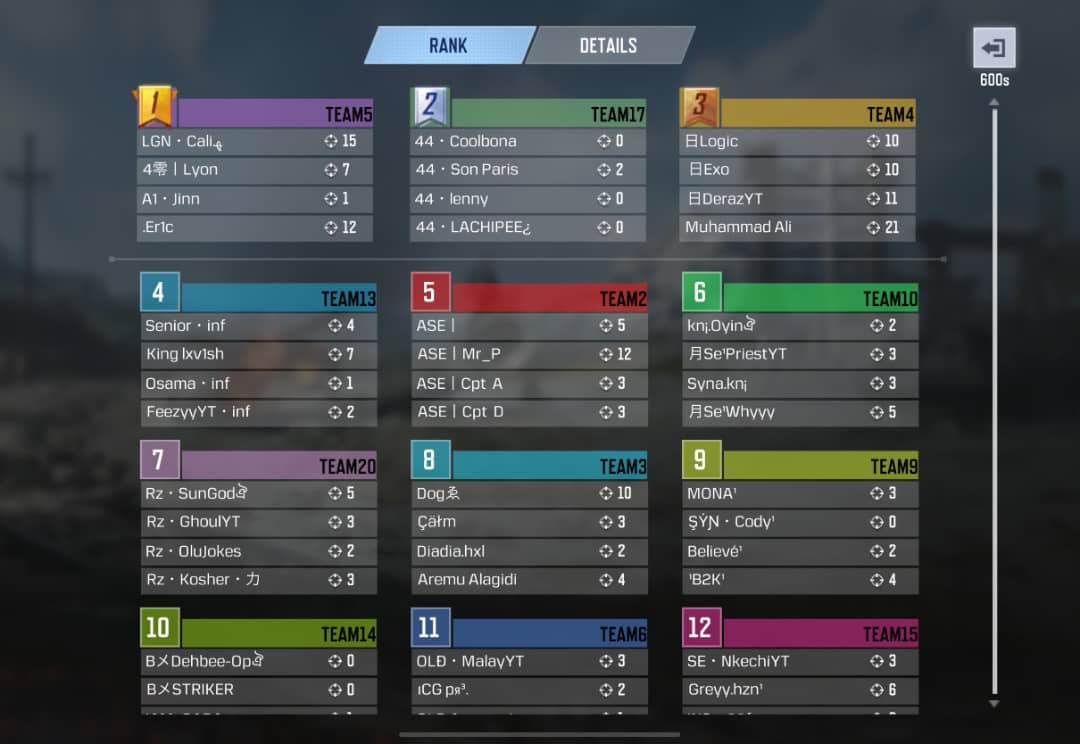 RANK
DETAILS
600s
1 TEAM5
LGN・Cali 15
4零丨Lyon 7
A1・Jinn 1
.Er1c 12
2 TEAM17
44・Coolbona 0
44・Son Paris 2
44・lenny 0
44・LACHIPEE¿ 0
3 TEAM4
日Logic 10
日Exo 10
日DerazYT 11
Muhammad Ali 21
4 TEAM13
Senior・inf 4
King lxv1sh 7
Osama・inf 1
FeezyyYT・inf 2
5 TEAM2
ASE丨 5
ASE丨Mr_P 12
ASE丨Cpt A 3
ASE丨Cpt D 3
6 TEAM10
kn¡.Oyinঐ 2
月Se'PriestYT 3
Syna.kn¡ 3
月Se'Whyyy 5
7 TEAM20
Rz・SunGodঐ 5
Rz・GhoulYT 3
Rz・OluJokes 2
Rz・Kosher・力 3
8 TEAM3
Dogゑ 10
Çäłm 3
Diadia.hxl 2
Aremu Alagidi 4
9 TEAM9
MONA' 3
ŞÝŅ・Cody' 0
Believé' 2
'B2K' 4
10 TEAM14
BメDehbee-Opঐ 0
BメSTRIKER 0
11 TEAM6
OLĐ・MalayYT 3
ıCG pя³. 2
12 TEAM15
SE・NkechiYT 3
Greyy.hzn' 6